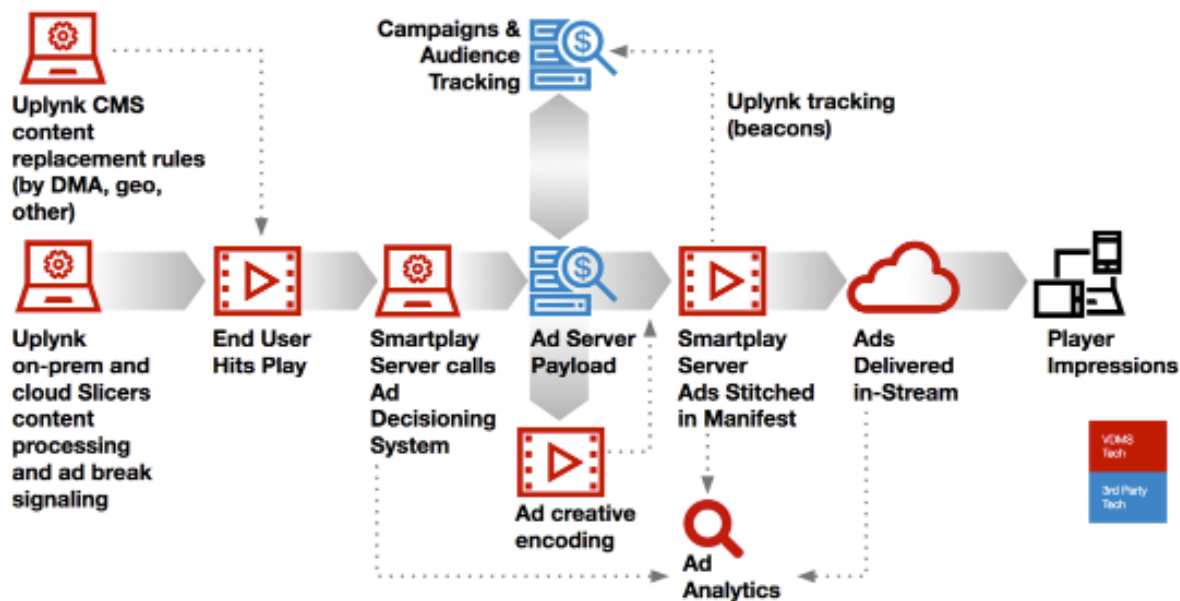 Uplynk CMS
content
replacement rules
(by DMA, geo,
other)
Campaigns &
Audience
Tracking
Uplynk tracking
(beacons)
Uplynk
on-prem and
cloud Slicers
content
processing
and ad break
signaling
End User
Hits Play
Smartplay
Server calls
Ad
Decisioning
System
Ad Server
Payload
Ad creative
encoding
Smartplay
Server
Ads Stitched
in Manifest
Ad
Analytics
Ads
Delivered
in-Stream
Player
Impressions
VDMS
Tech
3rd Party
Tech